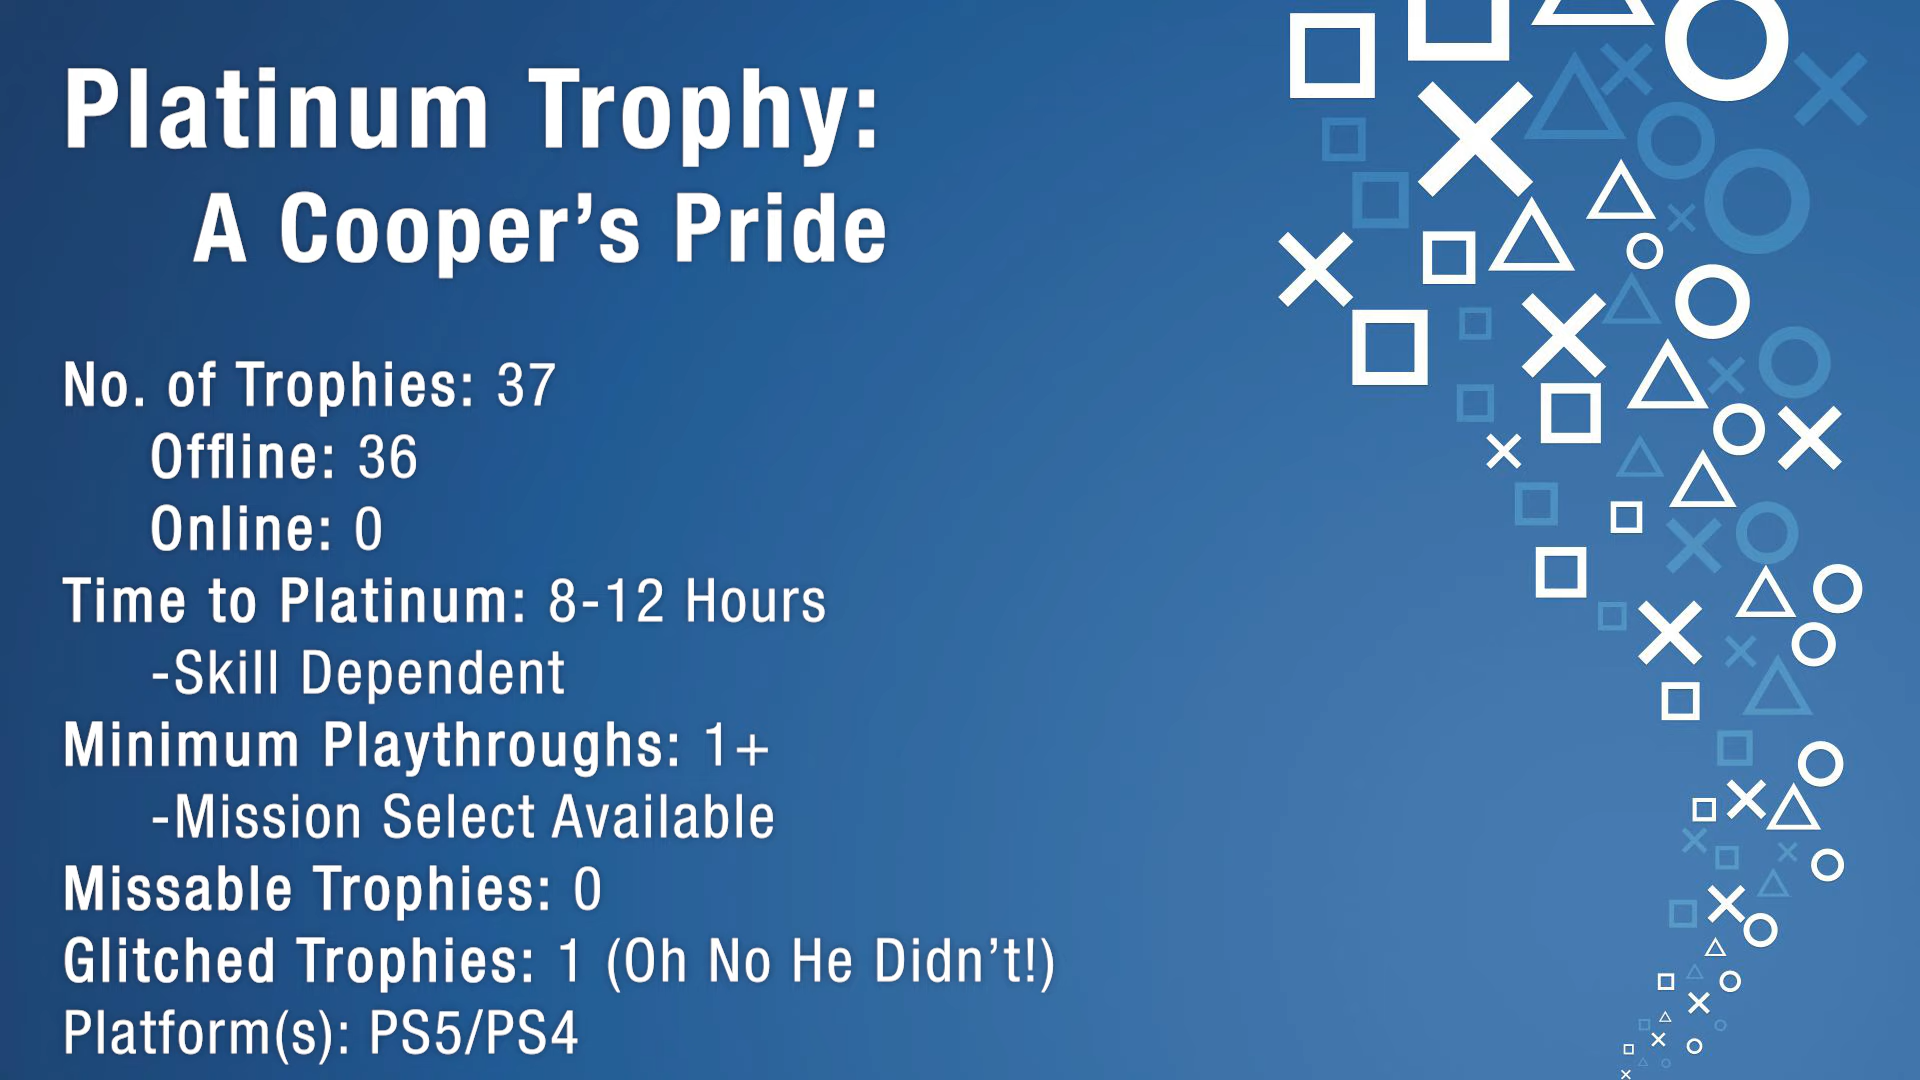 Platinum Trophy:
A Cooper’s Pride
No. of Trophies: 37
Offline: 36
Online: 0
Time to Platinum: 8-12 Hours
-Skill Dependent
Minimum Playthroughs: 1+
-Mission Select Available
Missable Trophies: 0
Glitched Trophies: 1 (Oh No He Didn’t!)
Platform(s): PS5/PS4